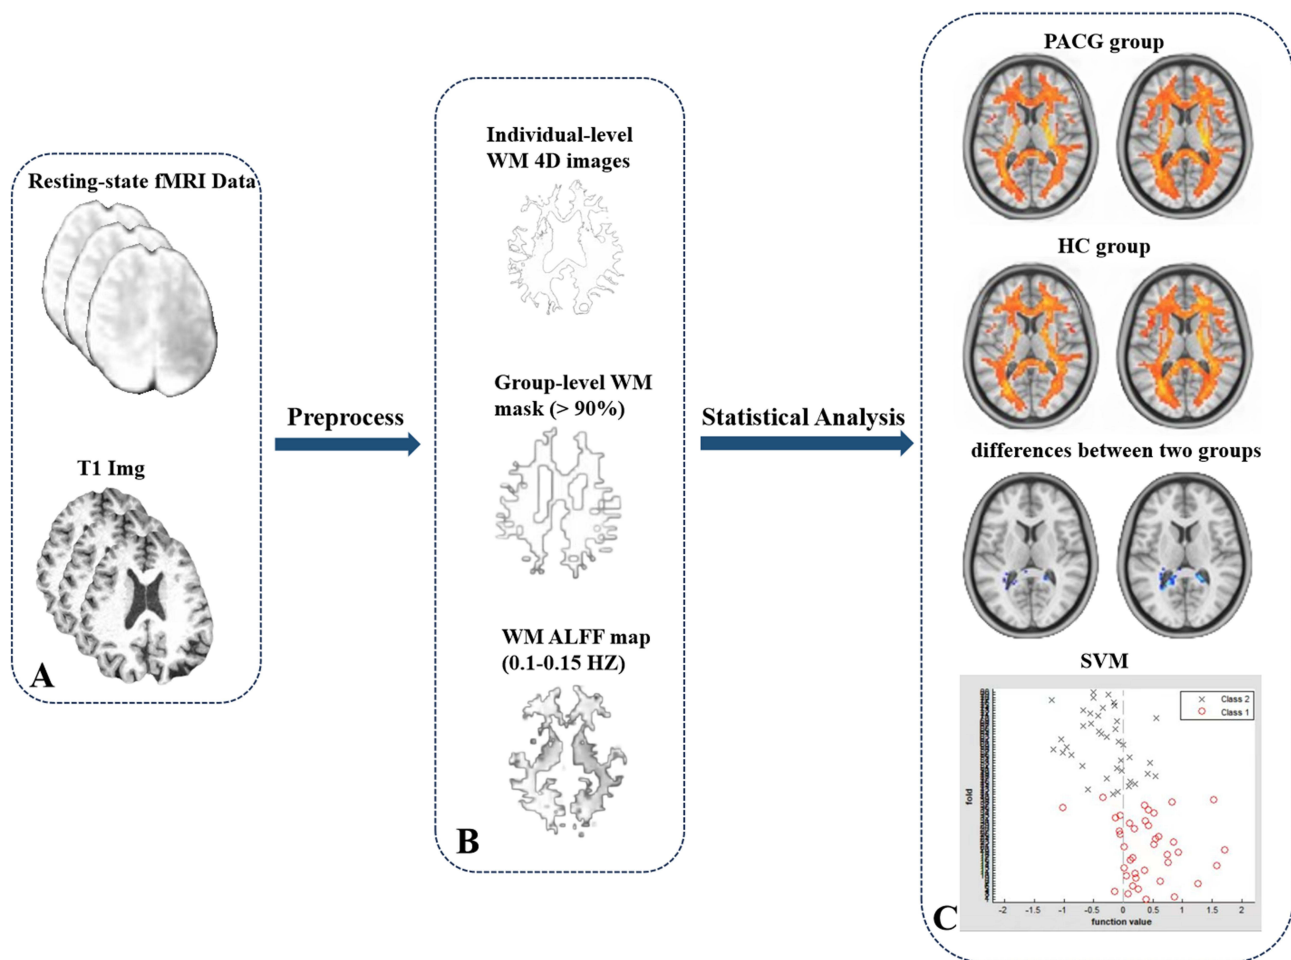 Resting-state fMRI Data
T1 Img
A
Preprocess
Individual-level
WM 4D images
Group-level WM
mask (> 90%)
WM ALFF map
(0.1-0.15 HZ)
B
Statistical Analysis
PACG group
HC group
differences between two groups
SVM
Class 2
Class 1
fold
-2 -1.5 -1 -0.5 0 0.5 1 1.5 2
function value
C